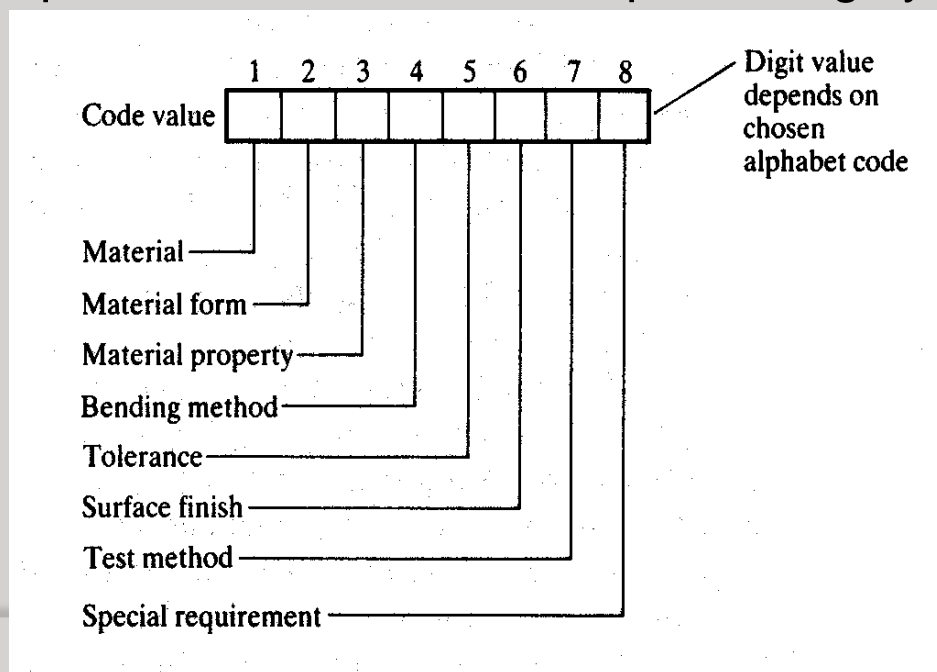 1 2 3 4 5 6 7 8
Code value
Digit value
depends on
chosen
alphabet code
Material
Material form
Material property
Bending method
Tolerance
Surface finish
Test method
Special requirement